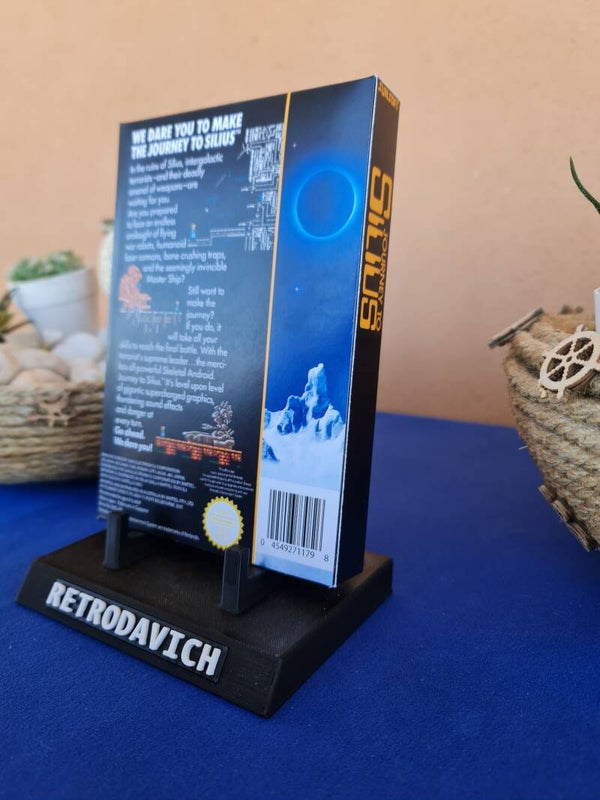 WE DARE YOU TO MAKE
THE JOURNEY TO SILIUS™
In the ruins of Silius, intergalactic
terrorists—and their deadly
arsenal of weapons—are
waiting for you.
Are you prepared
to face an endless
onslaught of flying
war robots, humanoid
laser cannons, bone crushing traps,
and the seemingly invincible
Master Ship?
Still want to
make the
journey?
If you do, it
will take all your
skills to reach the final battle. With the
terrorist's supreme leader...the merci-
less all-powerful Skeletal Android.
Journey to Silius.™ It's level upon level
of gigantic supercharged graphics,
thundering sound effects
and danger at
every turn.
Go ahead.
We dare you!
0 4549271179 8
SUNSOFT
JOURNEY TO
Silius
RETRODAVICH